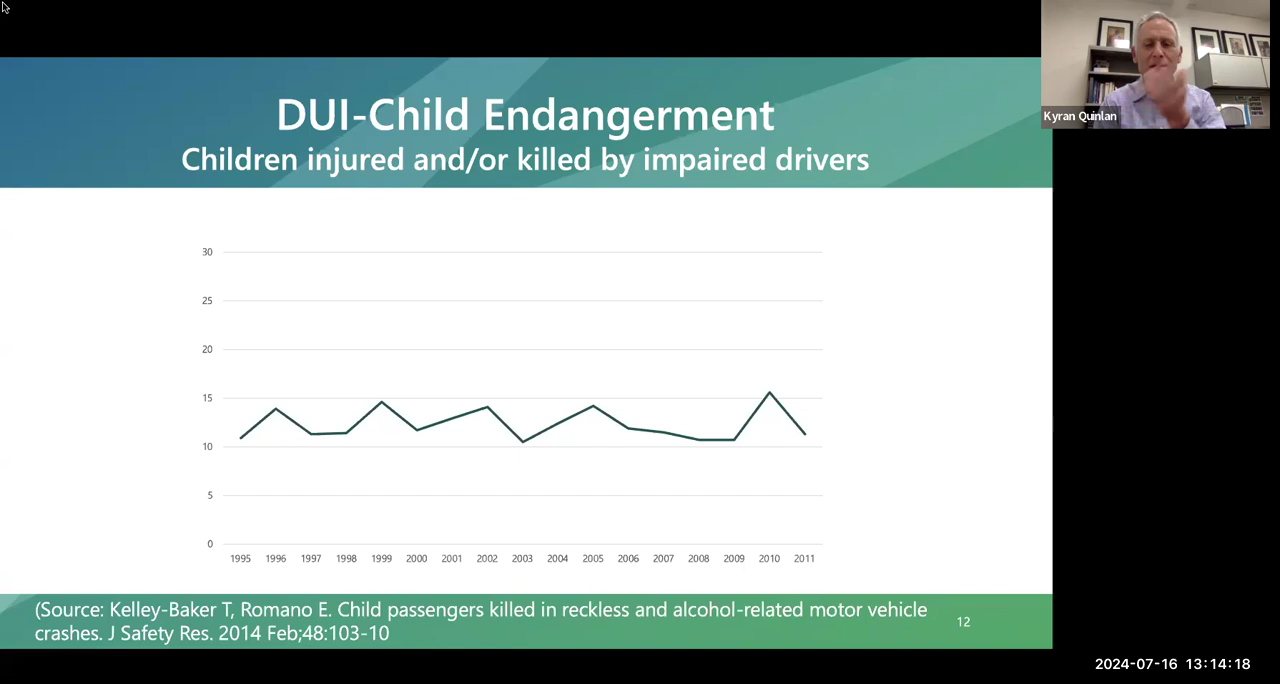 DUI-Child Endangerment
Children injured and/or killed by impaired drivers
Kyran Quinlan
30
25
20
15
10
5
0
1995 1996 1997 1998 1999 2000 2001 2002 2003 2004 2005 2006 2007 2008 2009 2010 2011
(Source: Kelley-Baker T, Romano E. Child passengers killed in reckless and alcohol-related motor vehicle
crashes. J Safety Res. 2014 Feb;48:103-10
12
2024-07-16 13:14:18